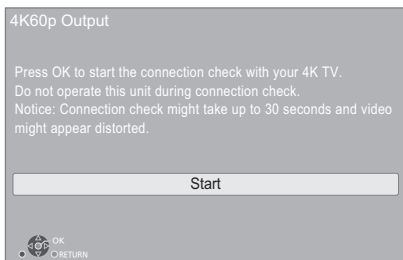 4K60p Output
Press OK to start the connection check with your 4K TV.
Do not operate this unit during connection check.
Notice: Connection check might take up to 30 seconds and video
might appear distorted.
Start
OK
RETURN